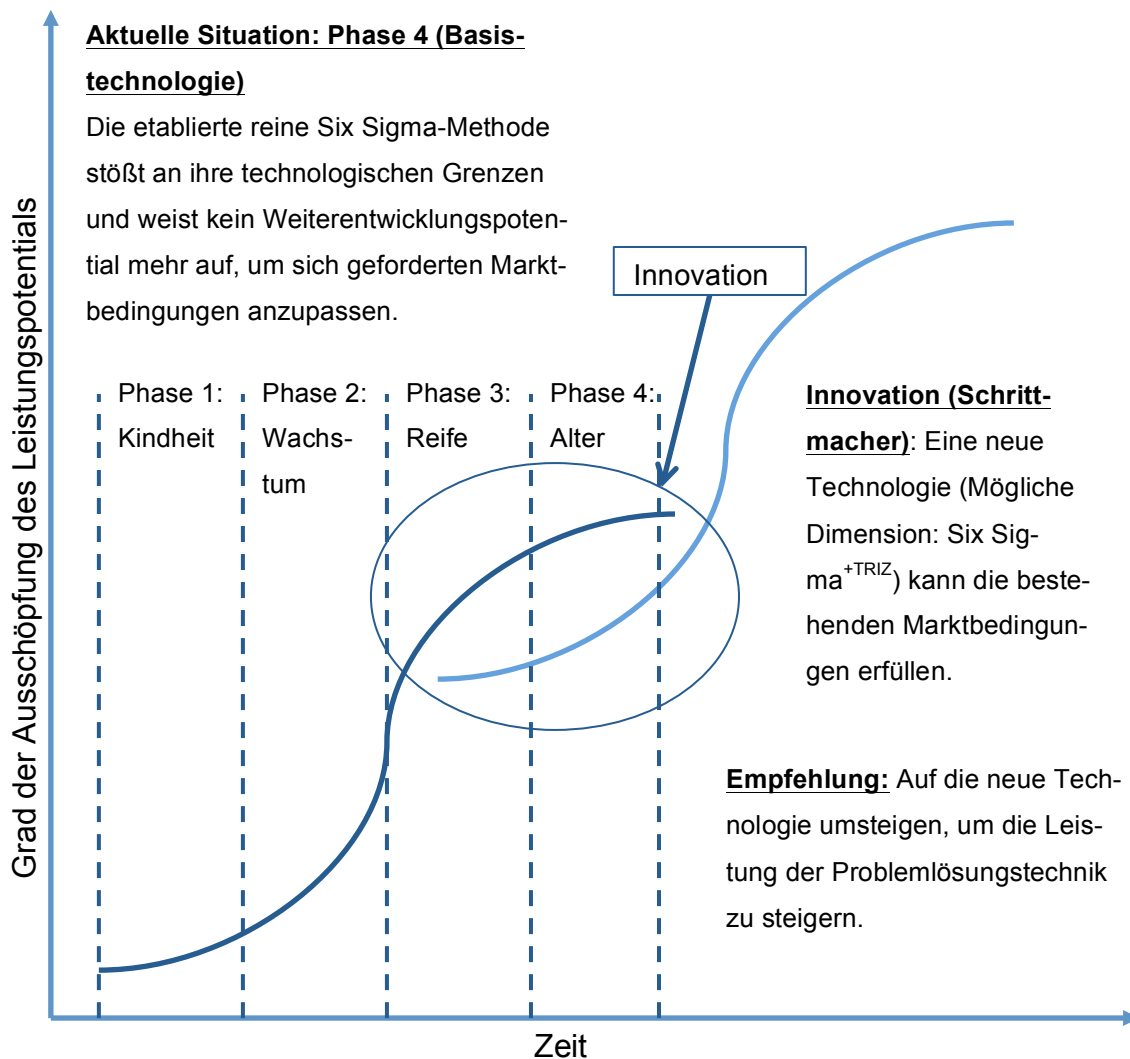 Aktuelle Situation: Phase 4 (Basis-
technologie)
Die etablierte reine Six Sigma-Methode
stößt an ihre technologischen Grenzen
und weist kein Weiterentwicklungspoten-
tial mehr auf, um sich geforderten Markt-
bedingungen anzupassen.
Innovation
Phase 1:
Kindheit
Phase 2:
Wachs-
tum
Phase 3:
Reife
Phase 4:
Alter
Innovation (Schritt-
macher): Eine neue
Technologie (Mögliche
Dimension: Six Sig-
ma+TRIZ) kann die beste-
henden Marktbedingun-
gen erfüllen.
Empfehlung: Auf die neue Tech-
nologie umsteigen, um die Leis-
tung der Problemlösungstechnik
zu steigern.
Grad der Ausschöpfung des Leistungspotentials
Zeit